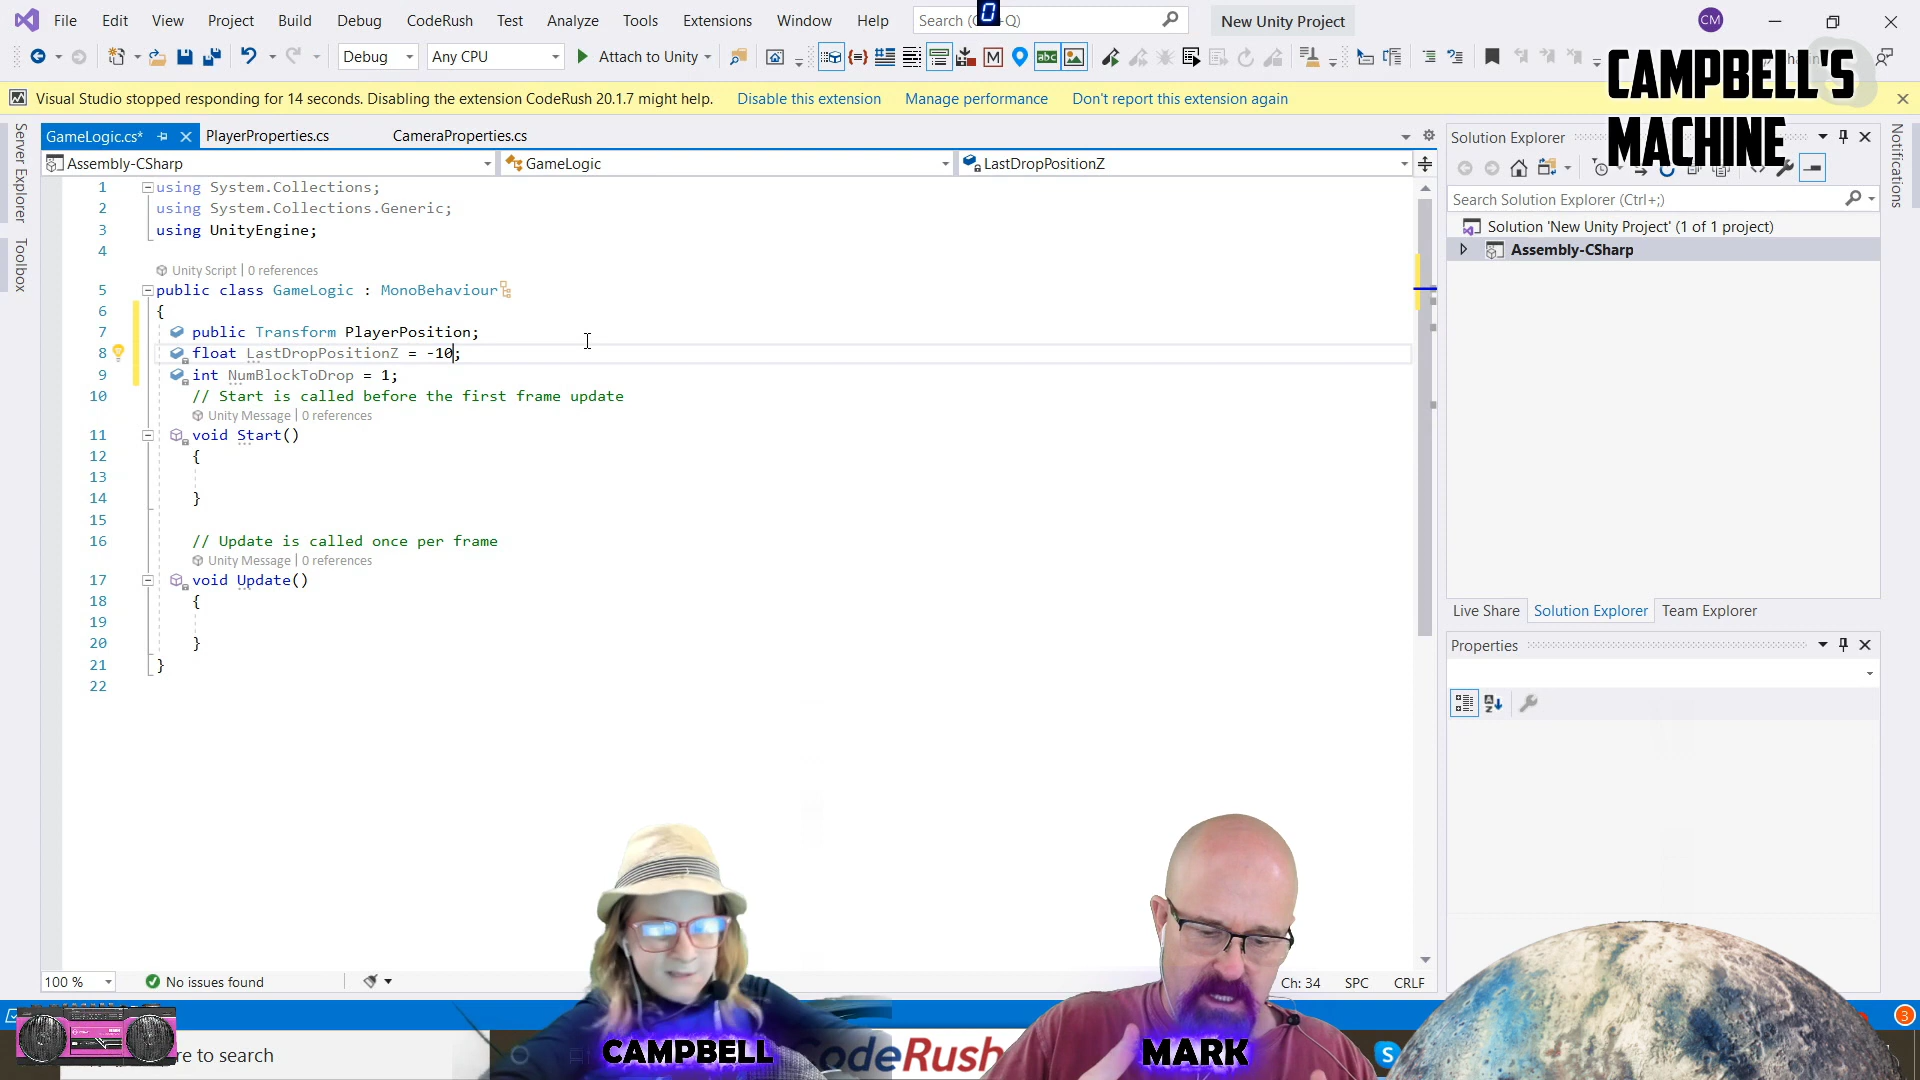 File Edit View Project Build Debug CodeRush Test Analyze Tools Extensions Window Help
New Unity Project
CM
0
Debug Any CPU Attach to Unity
CAMPBELL'S
MACHINE
Visual Studio stopped responding for 14 seconds. Disabling the extension CodeRush 20.1.7 might help. Disable this extension Manage performance Don't report this extension again
Server Explorer
Toolbox
Notifications
GameLogic.cs* PlayerProperties.cs CameraProperties.cs
Assembly-CSharp GameLogic LastDropPositionZ
1 using System.Collections;
2 using System.Collections.Generic;
3 using UnityEngine;
4
Unity Script | 0 references
5 public class GameLogic : MonoBehaviour
6 {
7 public Transform PlayerPosition;
8 float LastDropPositionZ = -10;
9 int NumBlockToDrop = 1;
10 // Start is called before the first frame update
Unity Message | 0 references
11 void Start()
12 {
13
14 }
15
16 // Update is called once per frame
Unity Message | 0 references
17 void Update()
18 {
19
20 }
21 }
22
Solution Explorer
Search Solution Explorer (Ctrl+;)
Solution 'New Unity Project' (1 of 1 project)
Assembly-CSharp
Live Share Solution Explorer Team Explorer
Properties
100 % No issues found
Ch: 34 SPC CRLF
re to search
CAMPBELL
CodeRush
MARK
3